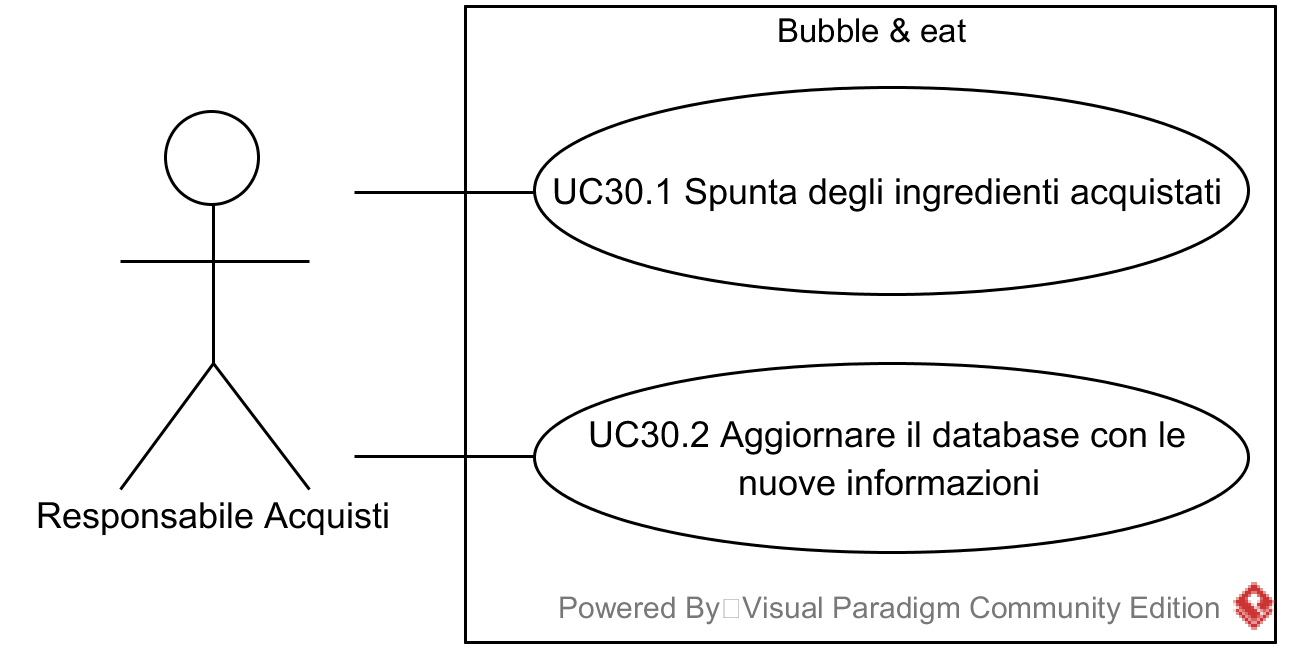 Bubble & eat
UC30.1 Spunta degli ingredienti acquistati
UC30.2 Aggiornare il database con le
nuove informazioni
Responsabile Acquisti
Powered By Visual Paradigm Community Edition